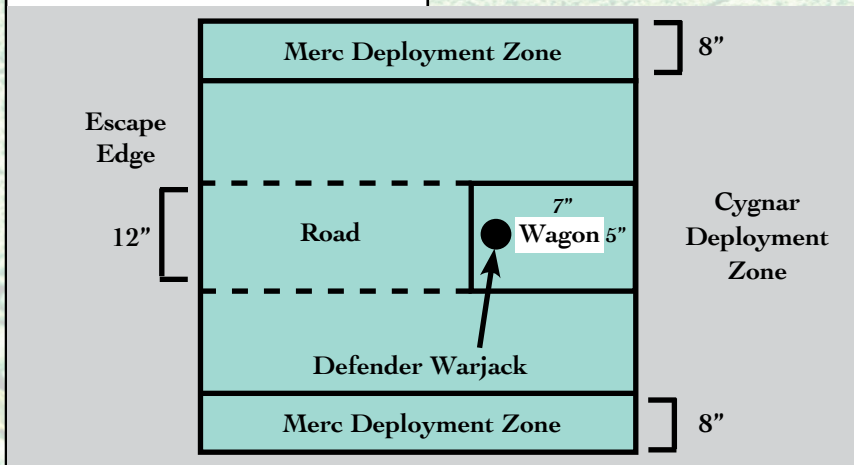 Merc Deployment Zone
8”
Escape
Edge
12”
Road
7”
Wagon 5”
Cygnar
Deployment
Zone
Defender Warjack
Merc Deployment Zone
8”